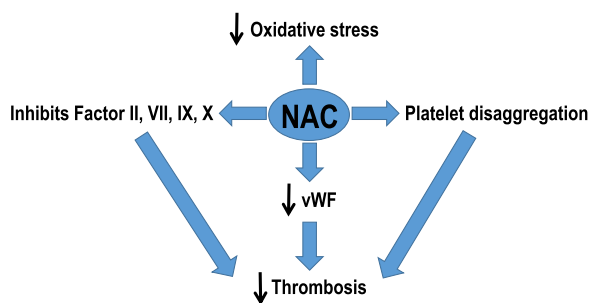 ↓ Oxidative stress
Inhibits Factor II, VII, IX, X
NAC
Platelet disaggregation
↓ vWF
↓ Thrombosis